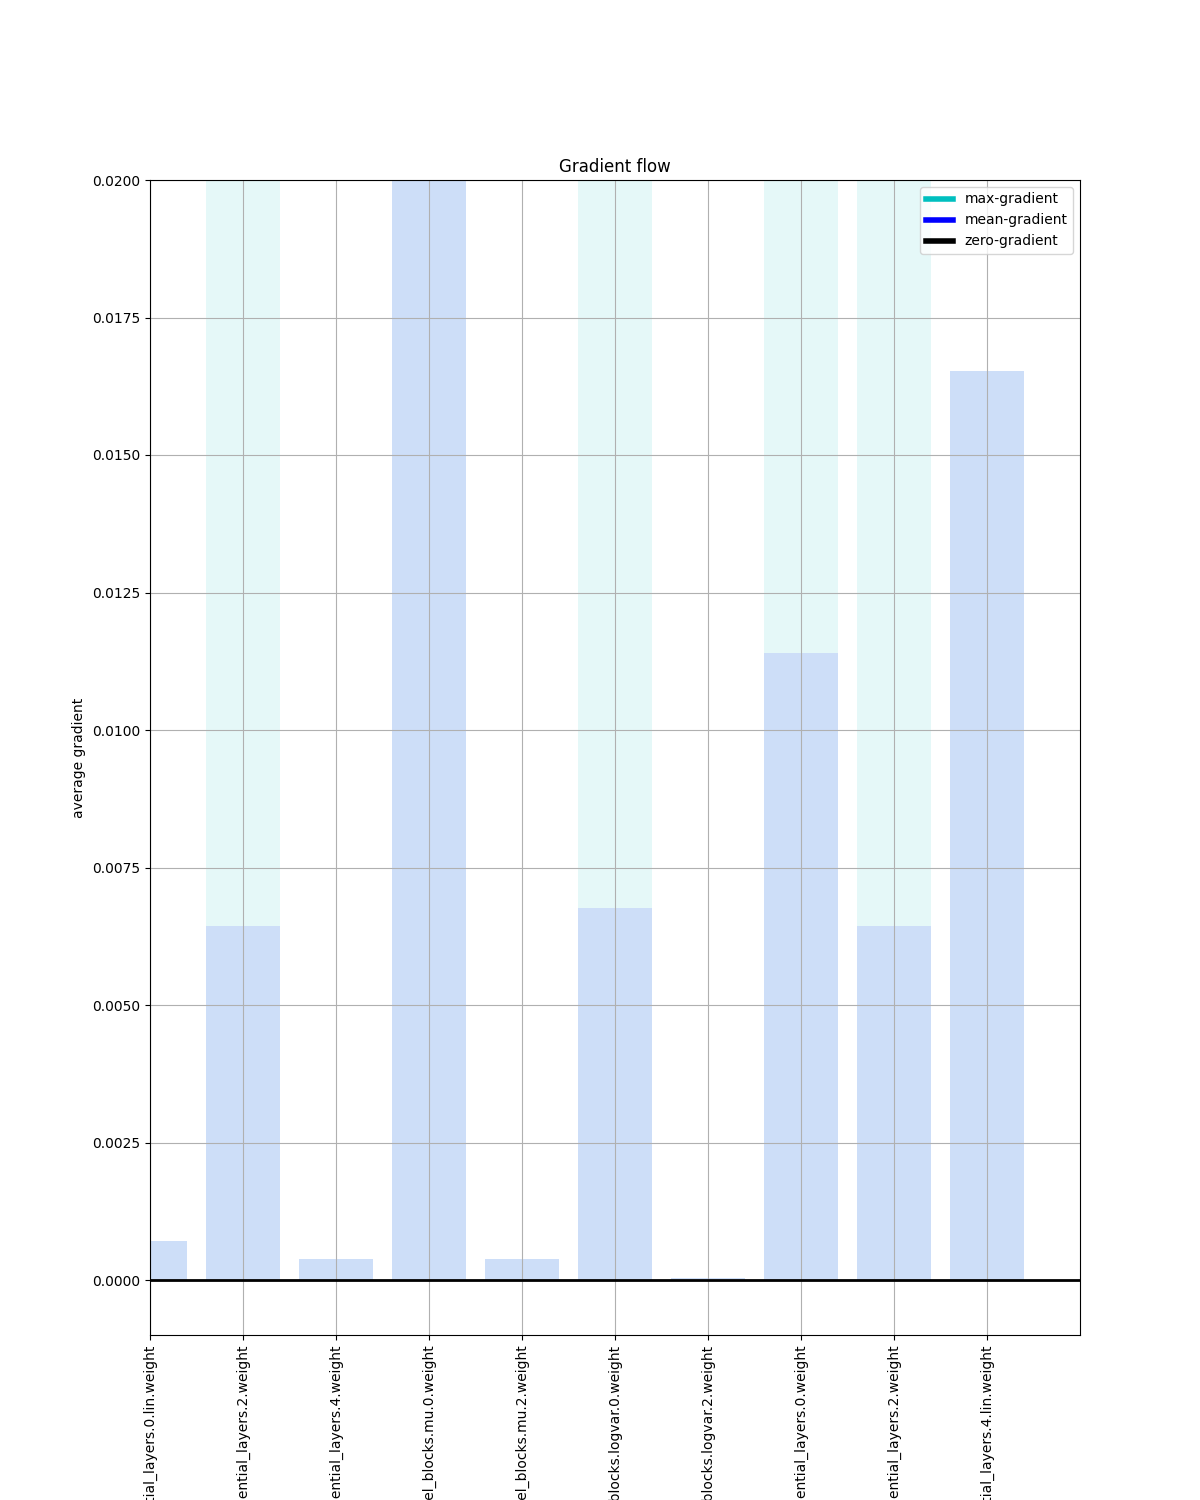 Gradient flow
0.0200
0.0175
0.0150
0.0125
0.0100
0.0075
0.0050
0.0025
0.0000
average gradient
max-gradient
mean-gradient
zero-gradient
tial_layers.0.lin.weight
ential_layers.2.weight
ential_layers.4.weight
el_blocks.mu.0.weight
el_blocks.mu.2.weight
blocks.logvar.0.weight
blocks.logvar.2.weight
ential_layers.0.weight
ential_layers.2.weight
tial_layers.4.lin.weight